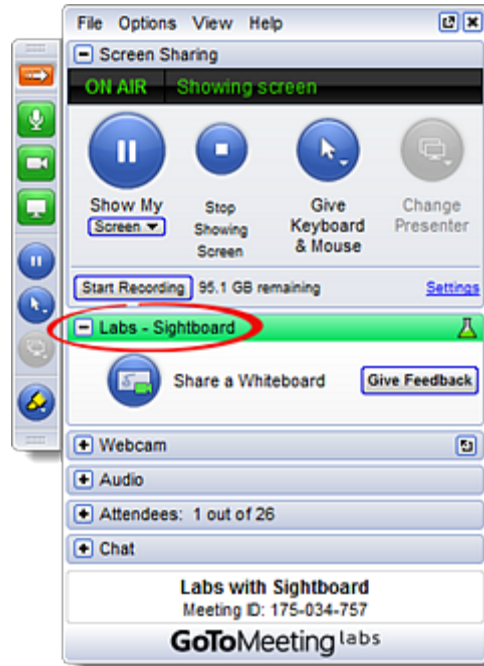 File Options View Help
Screen Sharing
ON AIR Showing screen
Show My
Screen
Stop
Showing
Screen
Give
Keyboard
& Mouse
Change
Presenter
Start Recording 95.1 GB remaining Settings
Labs - Sightboard
Share a Whiteboard Give Feedback
Webcam
Audio
Attendees: 1 out of 26
Chat
Labs with Sightboard
Meeting ID: 175-034-757
GoToMeeting labs